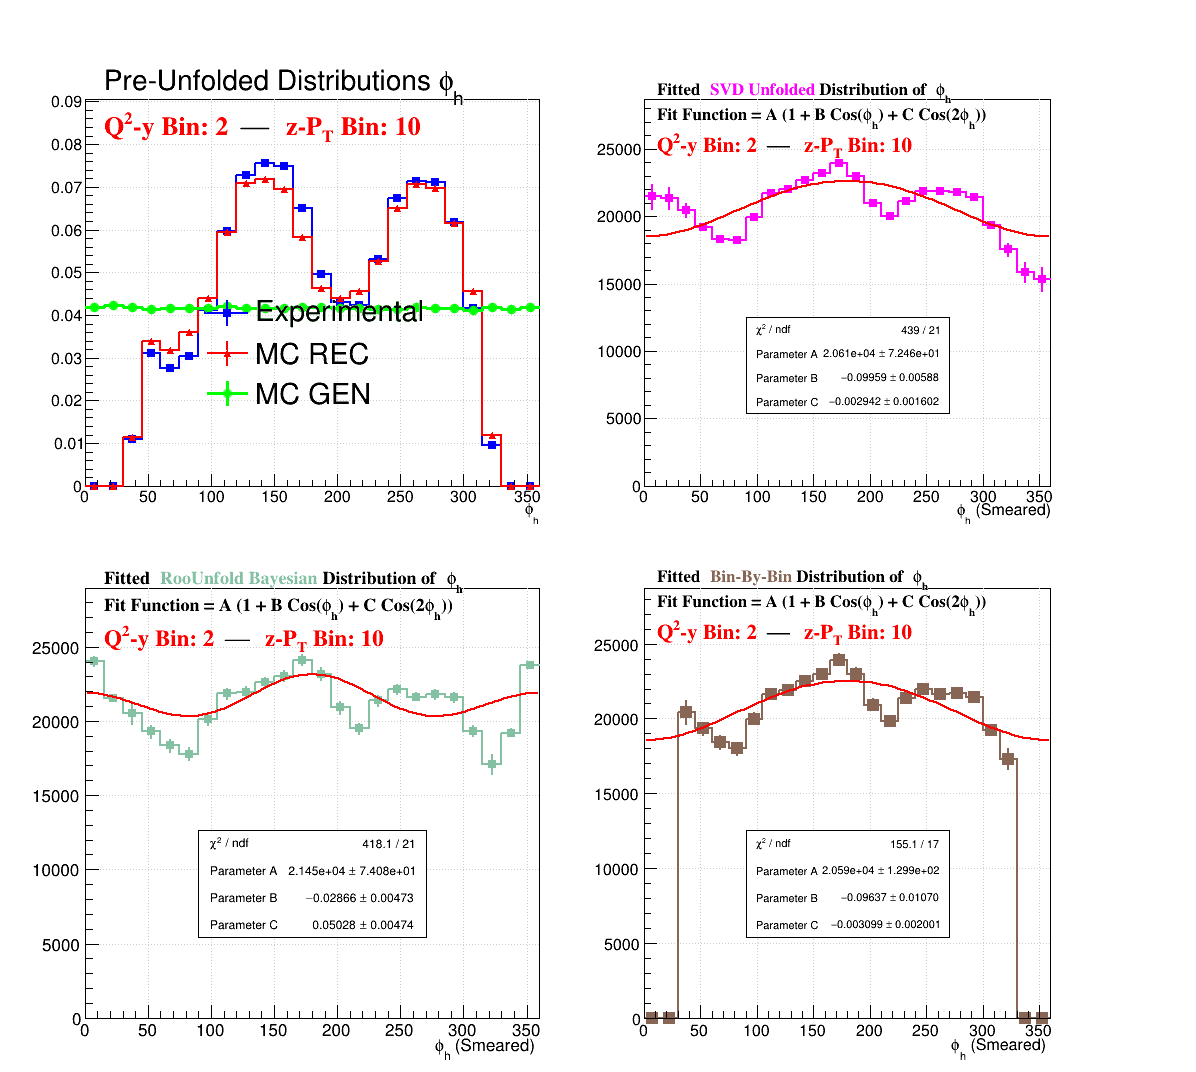 Pre-Unfolded Distributions ϕh
Q²-y Bin: 2 — z-PT Bin: 10
0.09
0.08
0.07
0.06
0.05
0.04
0.03
0.02
0.01
0
Experimental
MC REC
MC GEN
0 50 100 150 200 250 300 350
ϕh
Fitted SVD Unfolded Distribution of ϕh
Fit Function = A (1 + B Cos(ϕh) + C Cos(2ϕh))
Q²-y Bin: 2 — z-PT Bin: 10
25000
20000
15000
10000
5000
0
χ² / ndf 439 / 21
Parameter A 2.061e+04 ± 7.246e+01
Parameter B −0.09959 ± 0.00588
Parameter C −0.002942 ± 0.001602
0 50 100 150 200 250 300 350
ϕh (Smeared)
Fitted RooUnfold Bayesian Distribution of ϕh
Fit Function = A (1 + B Cos(ϕh) + C Cos(2ϕh))
Q²-y Bin: 2 — z-PT Bin: 10
25000
20000
15000
10000
5000
0
χ² / ndf 418.1 / 21
Parameter A 2.145e+04 ± 7.408e+01
Parameter B −0.02866 ± 0.00473
Parameter C 0.05028 ± 0.00474
0 50 100 150 200 250 300 350
ϕh (Smeared)
Fitted Bin-By-Bin Distribution of ϕh
Fit Function = A (1 + B Cos(ϕh) + C Cos(2ϕh))
Q²-y Bin: 2 — z-PT Bin: 10
25000
20000
15000
10000
5000
0
χ² / ndf 155.1 / 17
Parameter A 2.059e+04 ± 1.299e+02
Parameter B −0.09637 ± 0.01070
Parameter C −0.003099 ± 0.002001
0 50 100 150 200 250 300 350
ϕh (Smeared)